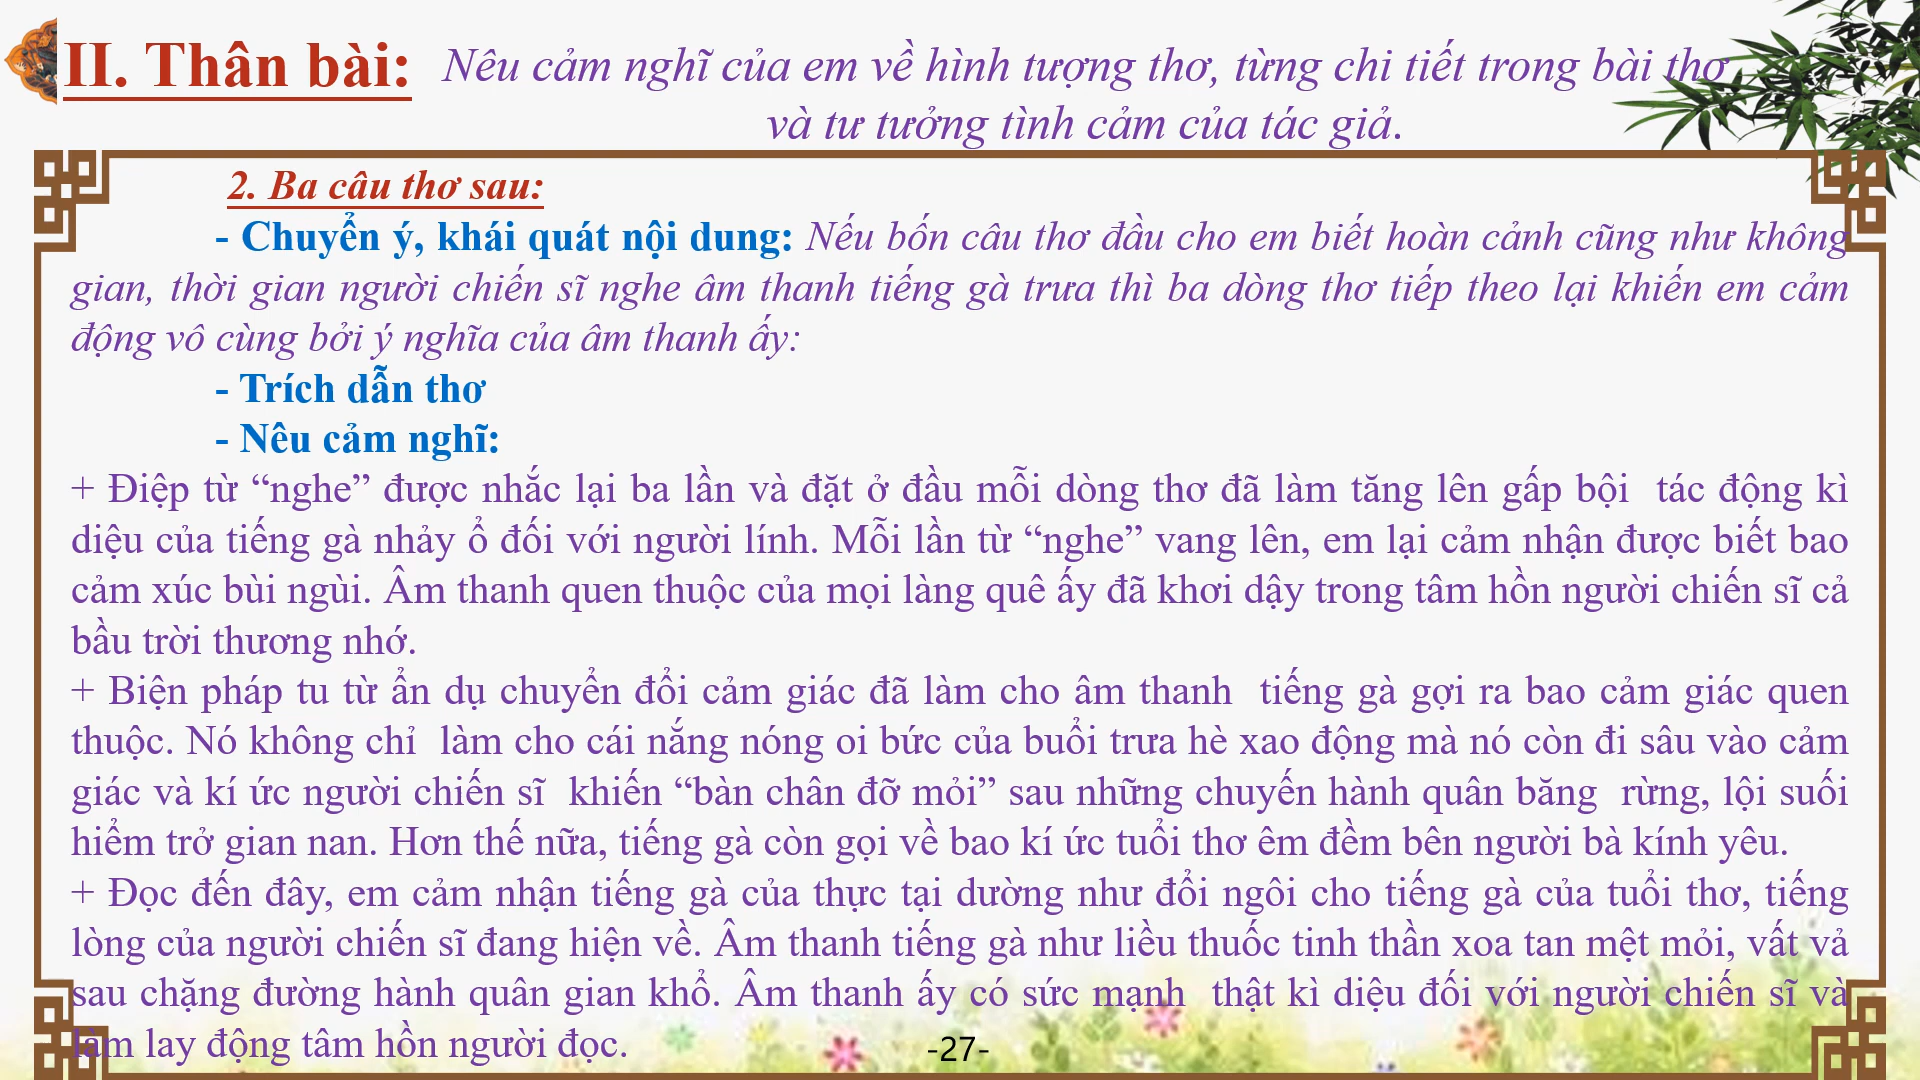 II. Thân bài: Nêu cảm nghĩ của em về hình tượng thơ, từng chi tiết trong bài thơ
và tư tưởng tình cảm của tác giả.
2. Ba câu thơ sau:
- Chuyển ý, khái quát nội dung: Nếu bốn câu thơ đầu cho em biết hoàn cảnh cũng như không
gian, thời gian người chiến sĩ nghe âm thanh tiếng gà trưa thì ba dòng thơ tiếp theo lại khiến em cảm
động vô cùng bởi ý nghĩa của âm thanh ấy:
- Trích dẫn thơ
- Nêu cảm nghĩ:
+ Điệp từ “nghe” được nhắc lại ba lần và đặt ở đầu mỗi dòng thơ đã làm tăng lên gấp bội tác động kì
diệu của tiếng gà nhảy ổ đối với người lính. Mỗi lần từ “nghe” vang lên, em lại cảm nhận được biết bao
cảm xúc bùi ngùi. Âm thanh quen thuộc của mọi làng quê ấy đã khơi dậy trong tâm hồn người chiến sĩ cả
bầu trời thương nhớ.
+ Biện pháp tu từ ẩn dụ chuyển đổi cảm giác đã làm cho âm thanh tiếng gà gợi ra bao cảm giác quen
thuộc. Nó không chỉ làm cho cái nắng nóng oi bức của buổi trưa hè xao động mà nó còn đi sâu vào cảm
giác và kí ức người chiến sĩ khiến “bàn chân đỡ mỏi” sau những chuyến hành quân băng rừng, lội suối
hiểm trở gian nan. Hơn thế nữa, tiếng gà còn gọi về bao kí ức tuổi thơ êm đềm bên người bà kính yêu.
+ Đọc đến đây, em cảm nhận tiếng gà của thực tại dường như đổi ngôi cho tiếng gà của tuổi thơ, tiếng
lòng của người chiến sĩ đang hiện về. Âm thanh tiếng gà như liều thuốc tinh thần xoa tan mệt mỏi, vất vả
sau chặng đường hành quân gian khổ. Âm thanh ấy có sức mạnh thật kì diệu đối với người chiến sĩ và
làm lay động tâm hồn người đọc.
-27-